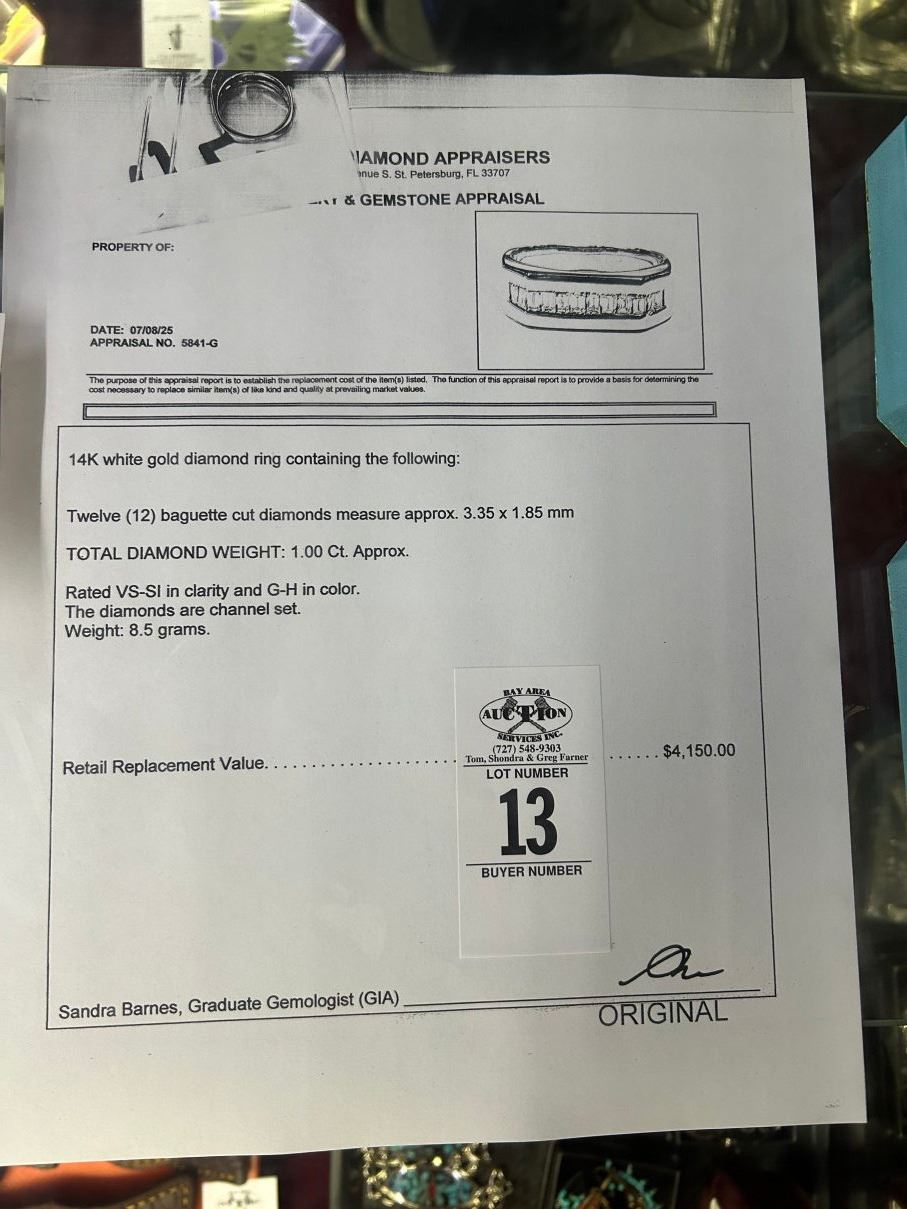 AMOND APPRAISERS
nue S. St. Petersburg, FL 33707
& GEMSTONE APPRAISAL
PROPERTY OF:
DATE: 07/08/25
APPRAISAL NO. 5841-G
The purpose of this appraisal report is to establish the replacement cost of the item(s) listed. The function of this appraisal report is to provide a basis for determining the
cost necessary to replace similar item(s) of like kind and quality at prevailing market values.
14K white gold diamond ring containing the following:
Twelve (12) baguette cut diamonds measure approx. 3.35 x 1.85 mm
TOTAL DIAMOND WEIGHT: 1.00 Ct. Approx.
Rated VS-SI in clarity and G-H in color.
The diamonds are channel set.
Weight: 8.5 grams.
BAY AREA
AUCTION
SERVICES INC.
(727) 548-9303
Tom, Shondra & Greg Farner
LOT NUMBER
13
BUYER NUMBER
Retail Replacement Value. . . . . . . . . . . . . . . . . . . . . . . . $4,150.00
Sandra Barnes, Graduate Gemologist (GIA)
ORIGINAL